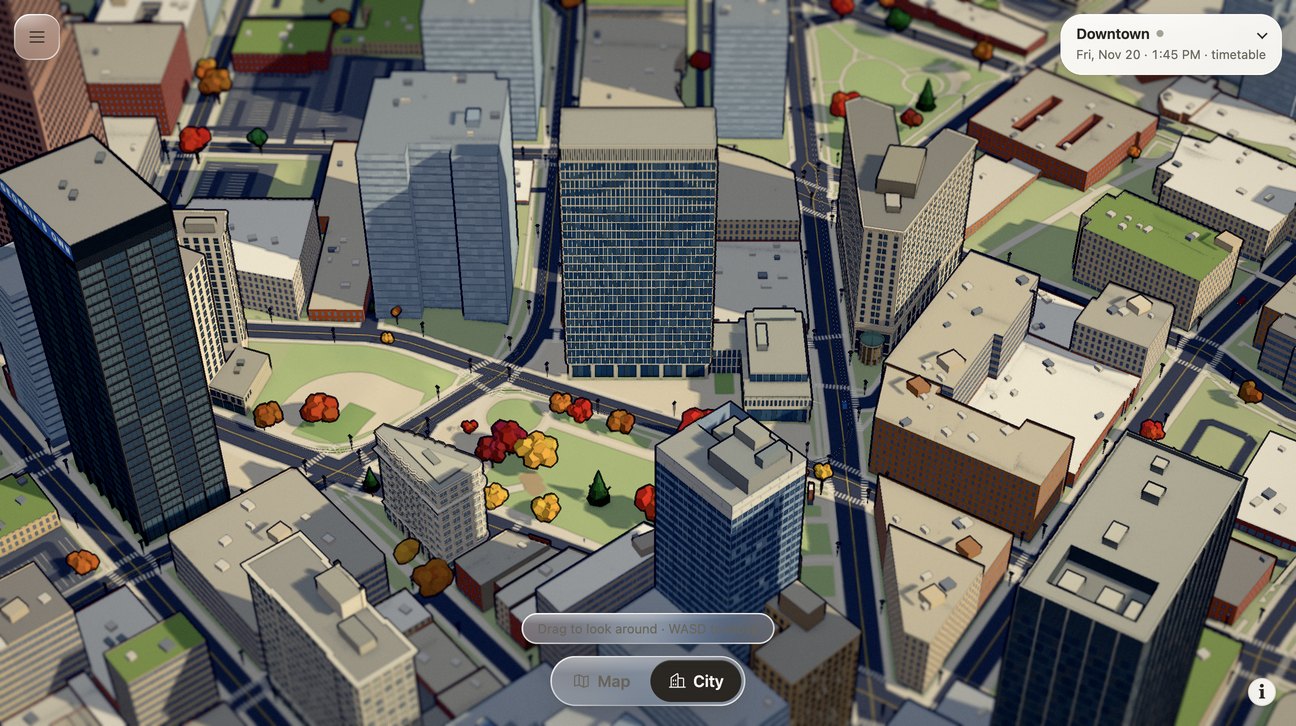 Downtown
Fri, Nov 20 · 1:45 PM · timetable
Drag to look around · WASD
Map
City
i